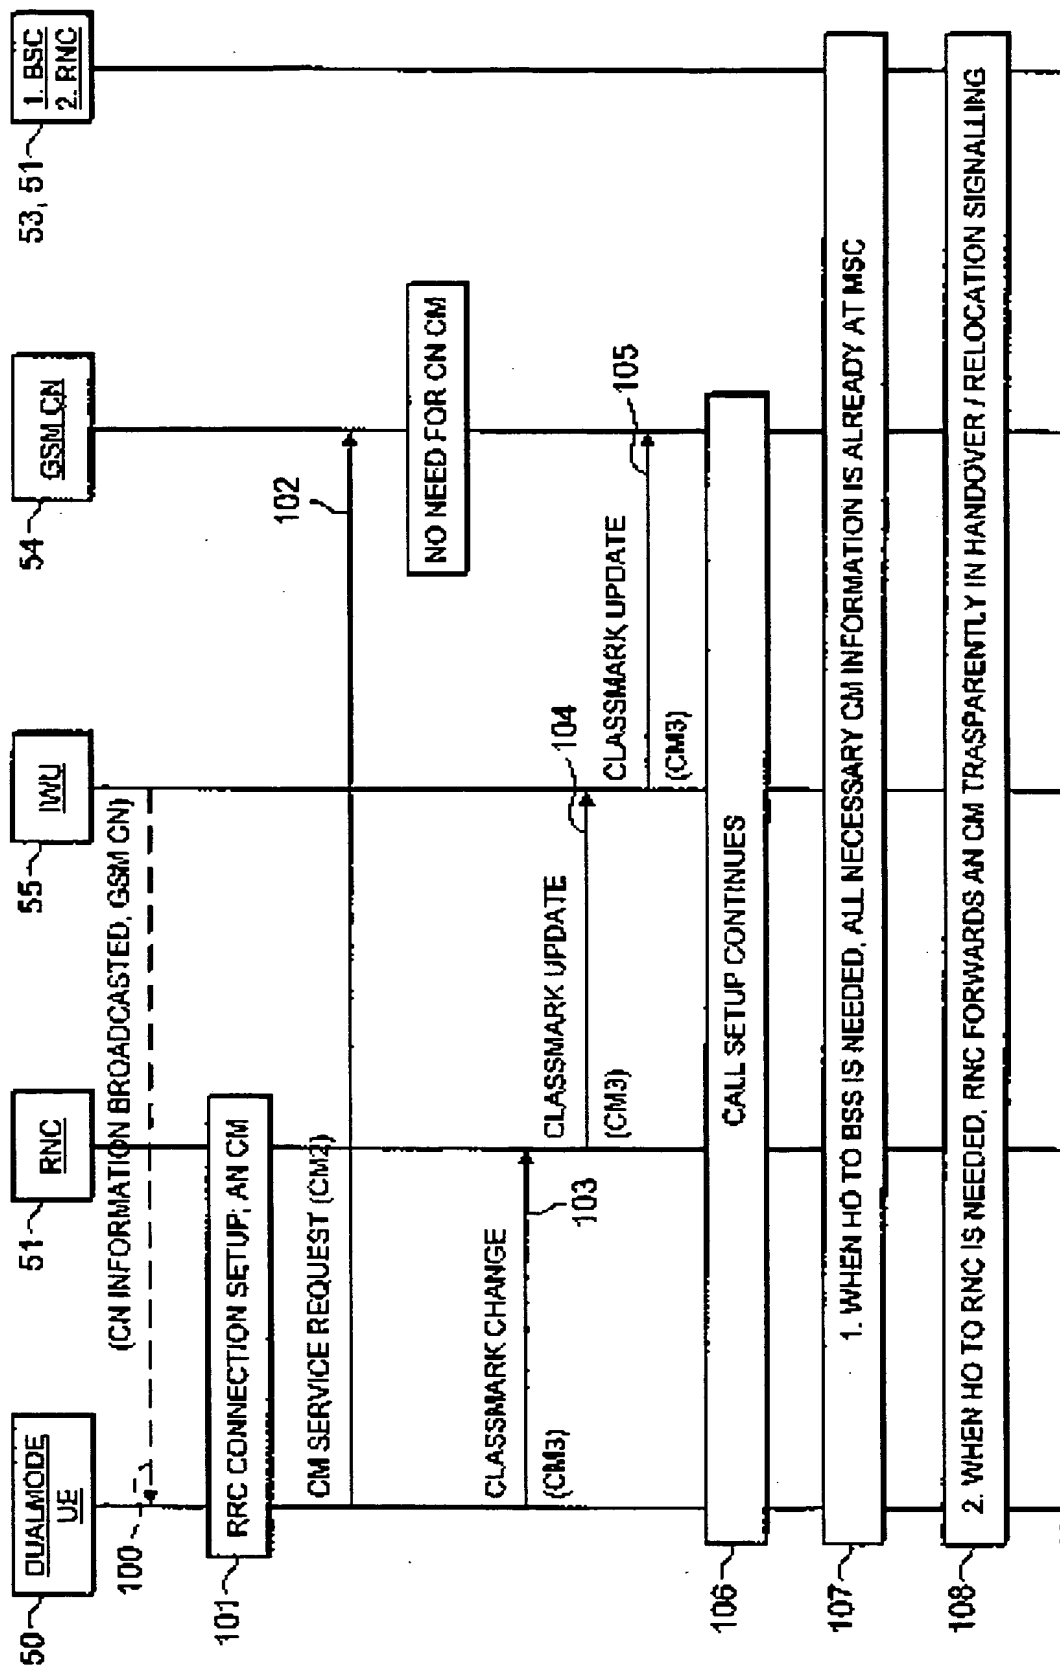 50
DUALMODE
UE
51
RNC
55
IWU
54
GSM CN
53, 51
1. BSC
2. RNC
100
(CN INFORMATION BROADCASTED, GSM CN)
101
RRC CONNECTION SETUP; AN CM
CM SERVICE REQUEST (CM2)
102
NO NEED FOR CN CM
CLASSMARK CHANGE
(CM3)
103
CLASSMARK UPDATE
(CM3)
104
CLASSMARK UPDATE
(CM3)
105
106
CALL SETUP CONTINUES
107
1. WHEN HO TO BSS IS NEEDED, ALL NECESSARY CM INFORMATION IS ALREADY AT MSC
108
2. WHEN HO TO RNC IS NEEDED, RNC FORWARDS AN CM TRASPARENTLY IN HANDOVER / RELOCATION SIGNALLING